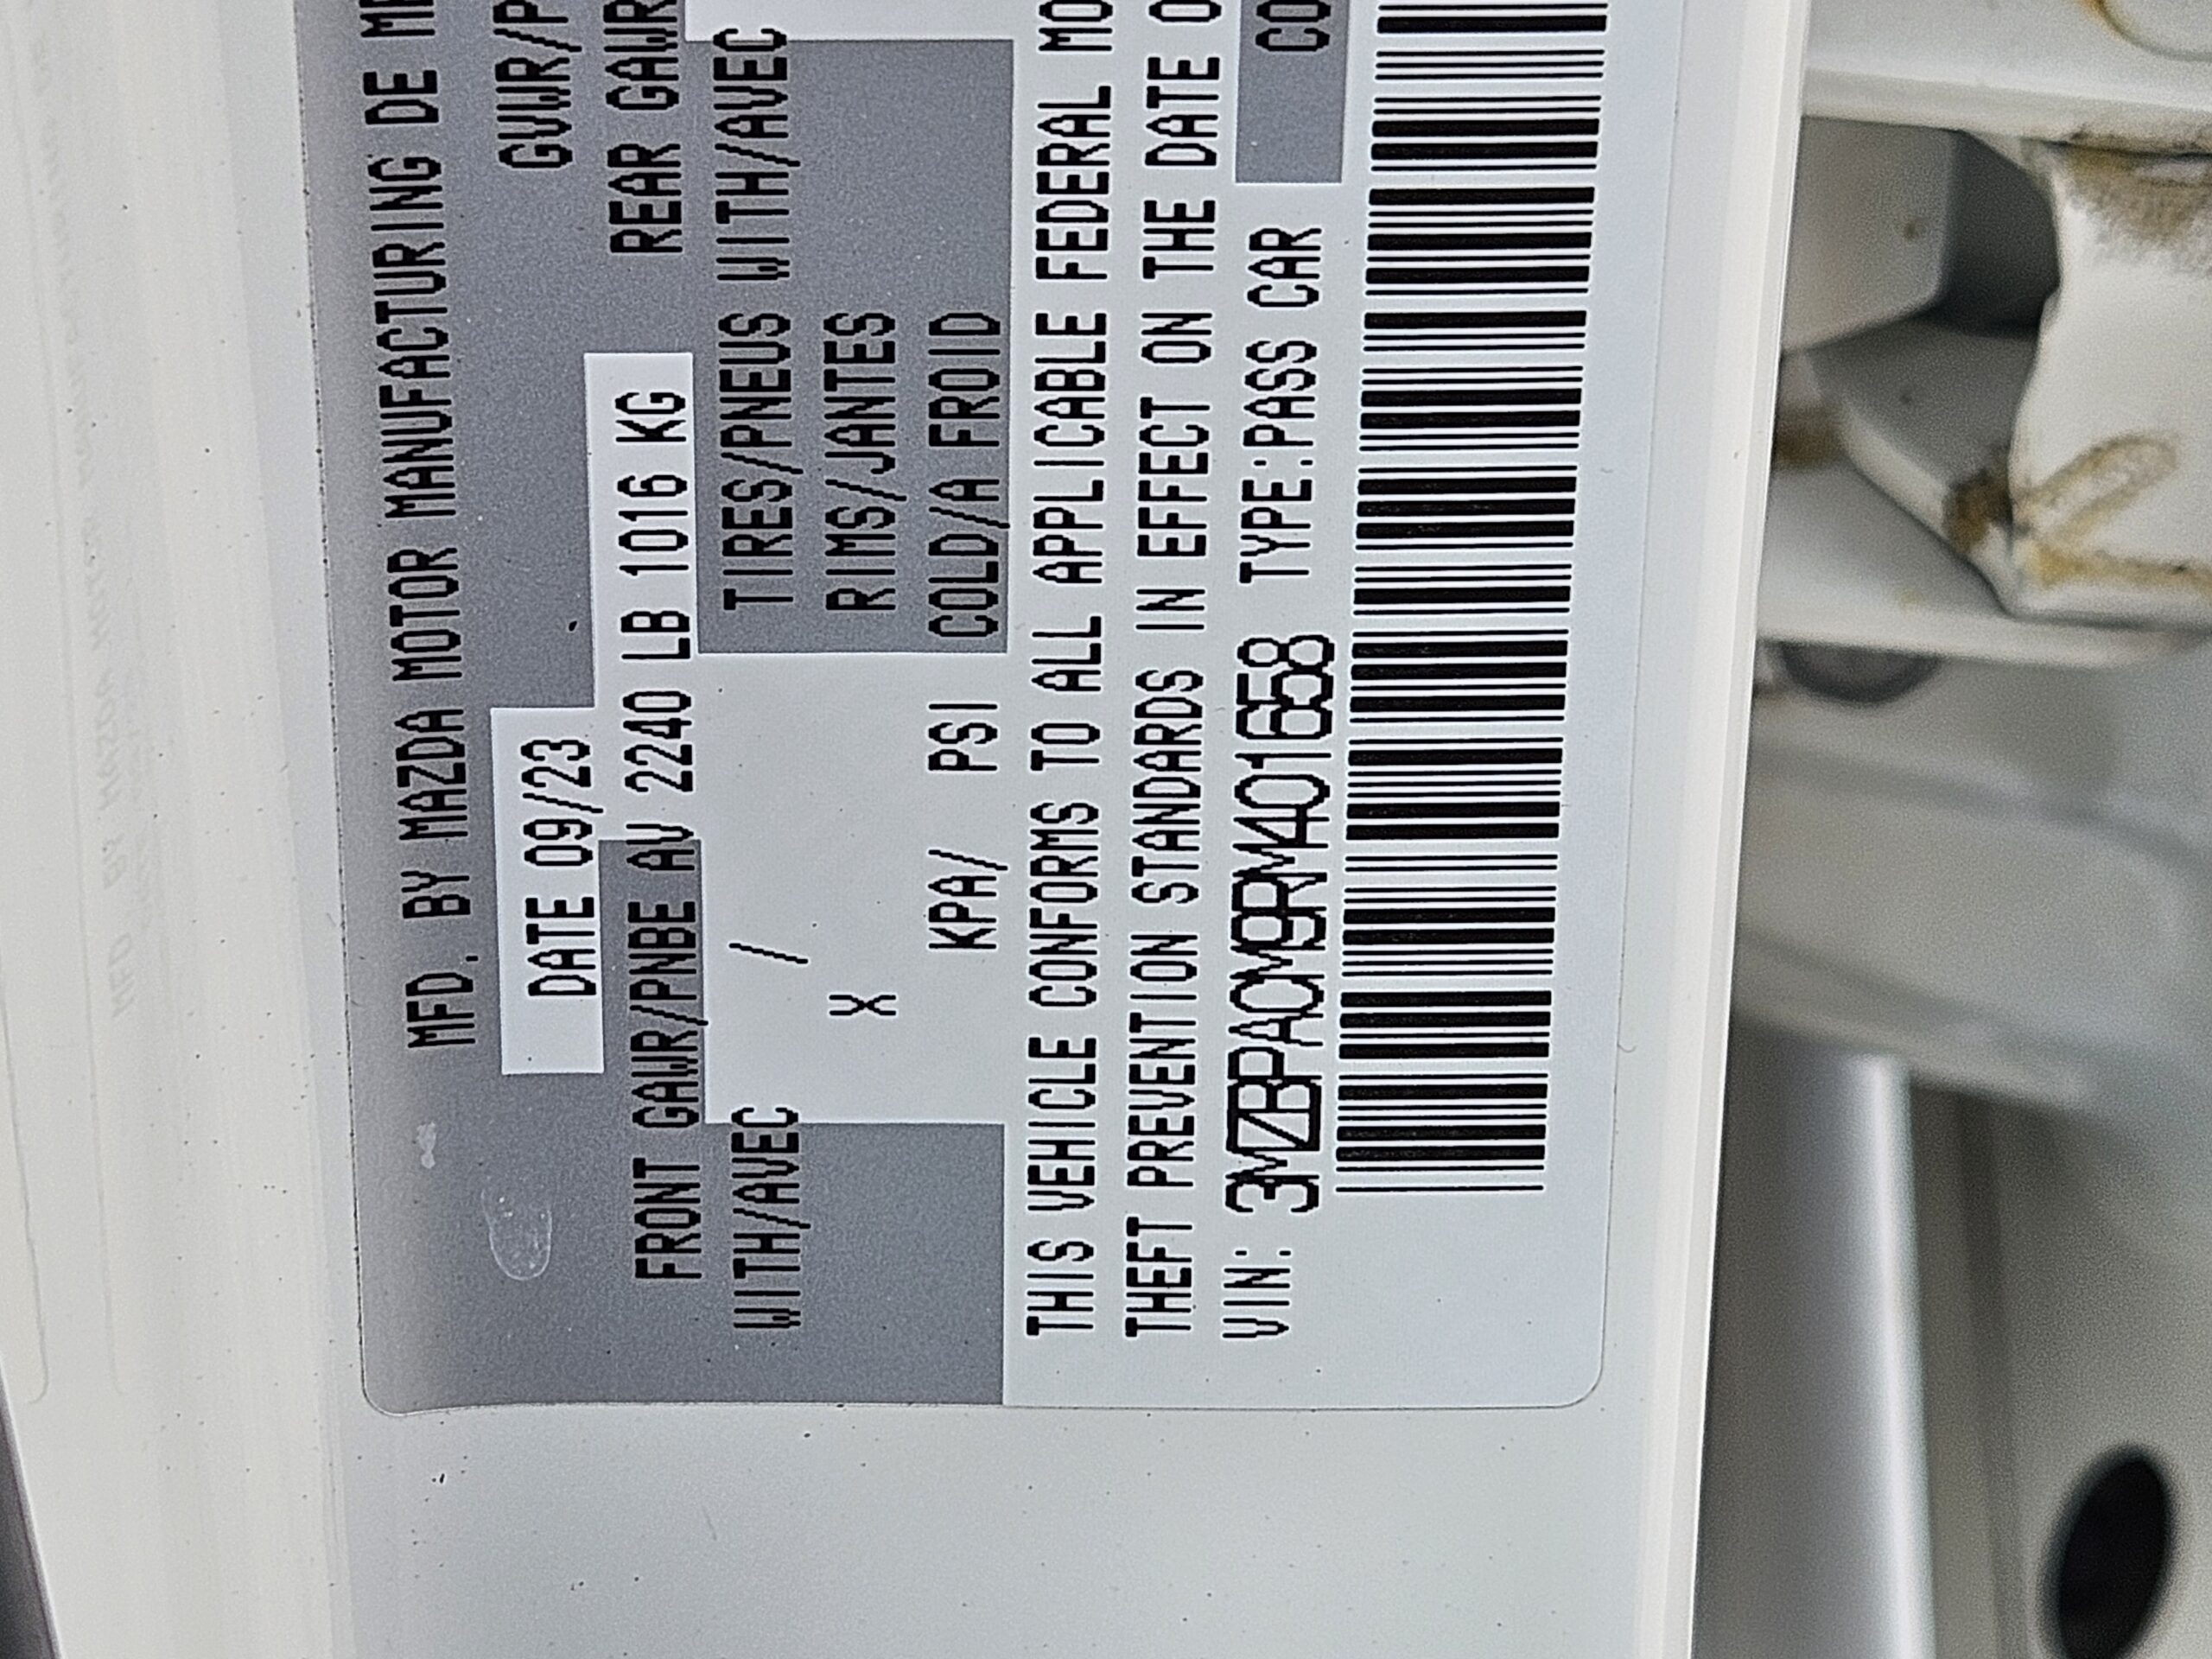 MFD. BY MAZDA MOTOR MANUFACTURING DE
DATE 09/23 GVWR/P
FRONT GAWR/PNBE AV 2240 LB 1016 KG REAR GAWR
WITH/AVEC / TIRES/PNEUS WITH/AVEC
X RIMS/JANTES
KPA/ PSI COLD/A FROID
THIS VEHICLE CONFORMS TO ALL APPLICABLE FEDERAL MO
THEFT PREVENTION STANDARDS IN EFFECT ON THE DATE O
VIN: 3MZBPACM9RM401658 TYPE:PASS CAR CO